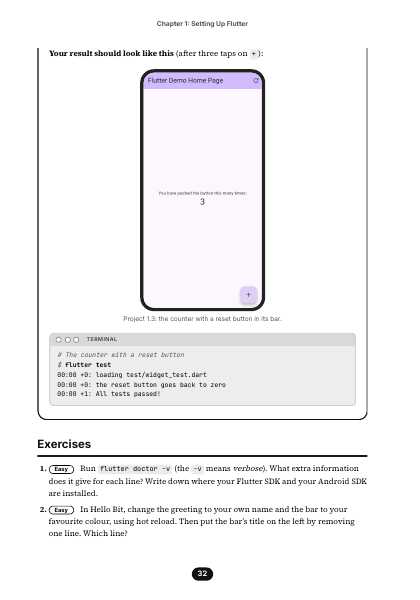 Chapter 1: Setting Up Flutter
Your result should look like this (after three taps on + ):
Flutter Demo Home Page
You have pushed the button this many times:
3
+
Project 1.3: the counter with a reset button in its bar.
TERMINAL
# The counter with a reset button
$ flutter test
00:00 +0: loading test/widget_test.dart
00:00 +0: the reset button goes back to zero
00:00 +1: All tests passed!
Exercises
1. Easy Run flutter doctor -v (the -v means verbose). What extra information
does it give for each line? Write down where your Flutter SDK and your Android SDK
are installed.
2. Easy In Hello Bit, change the greeting to your own name and the bar to your
favourite colour, using hot reload. Then put the bar's title on the left by removing
one line. Which line?
32